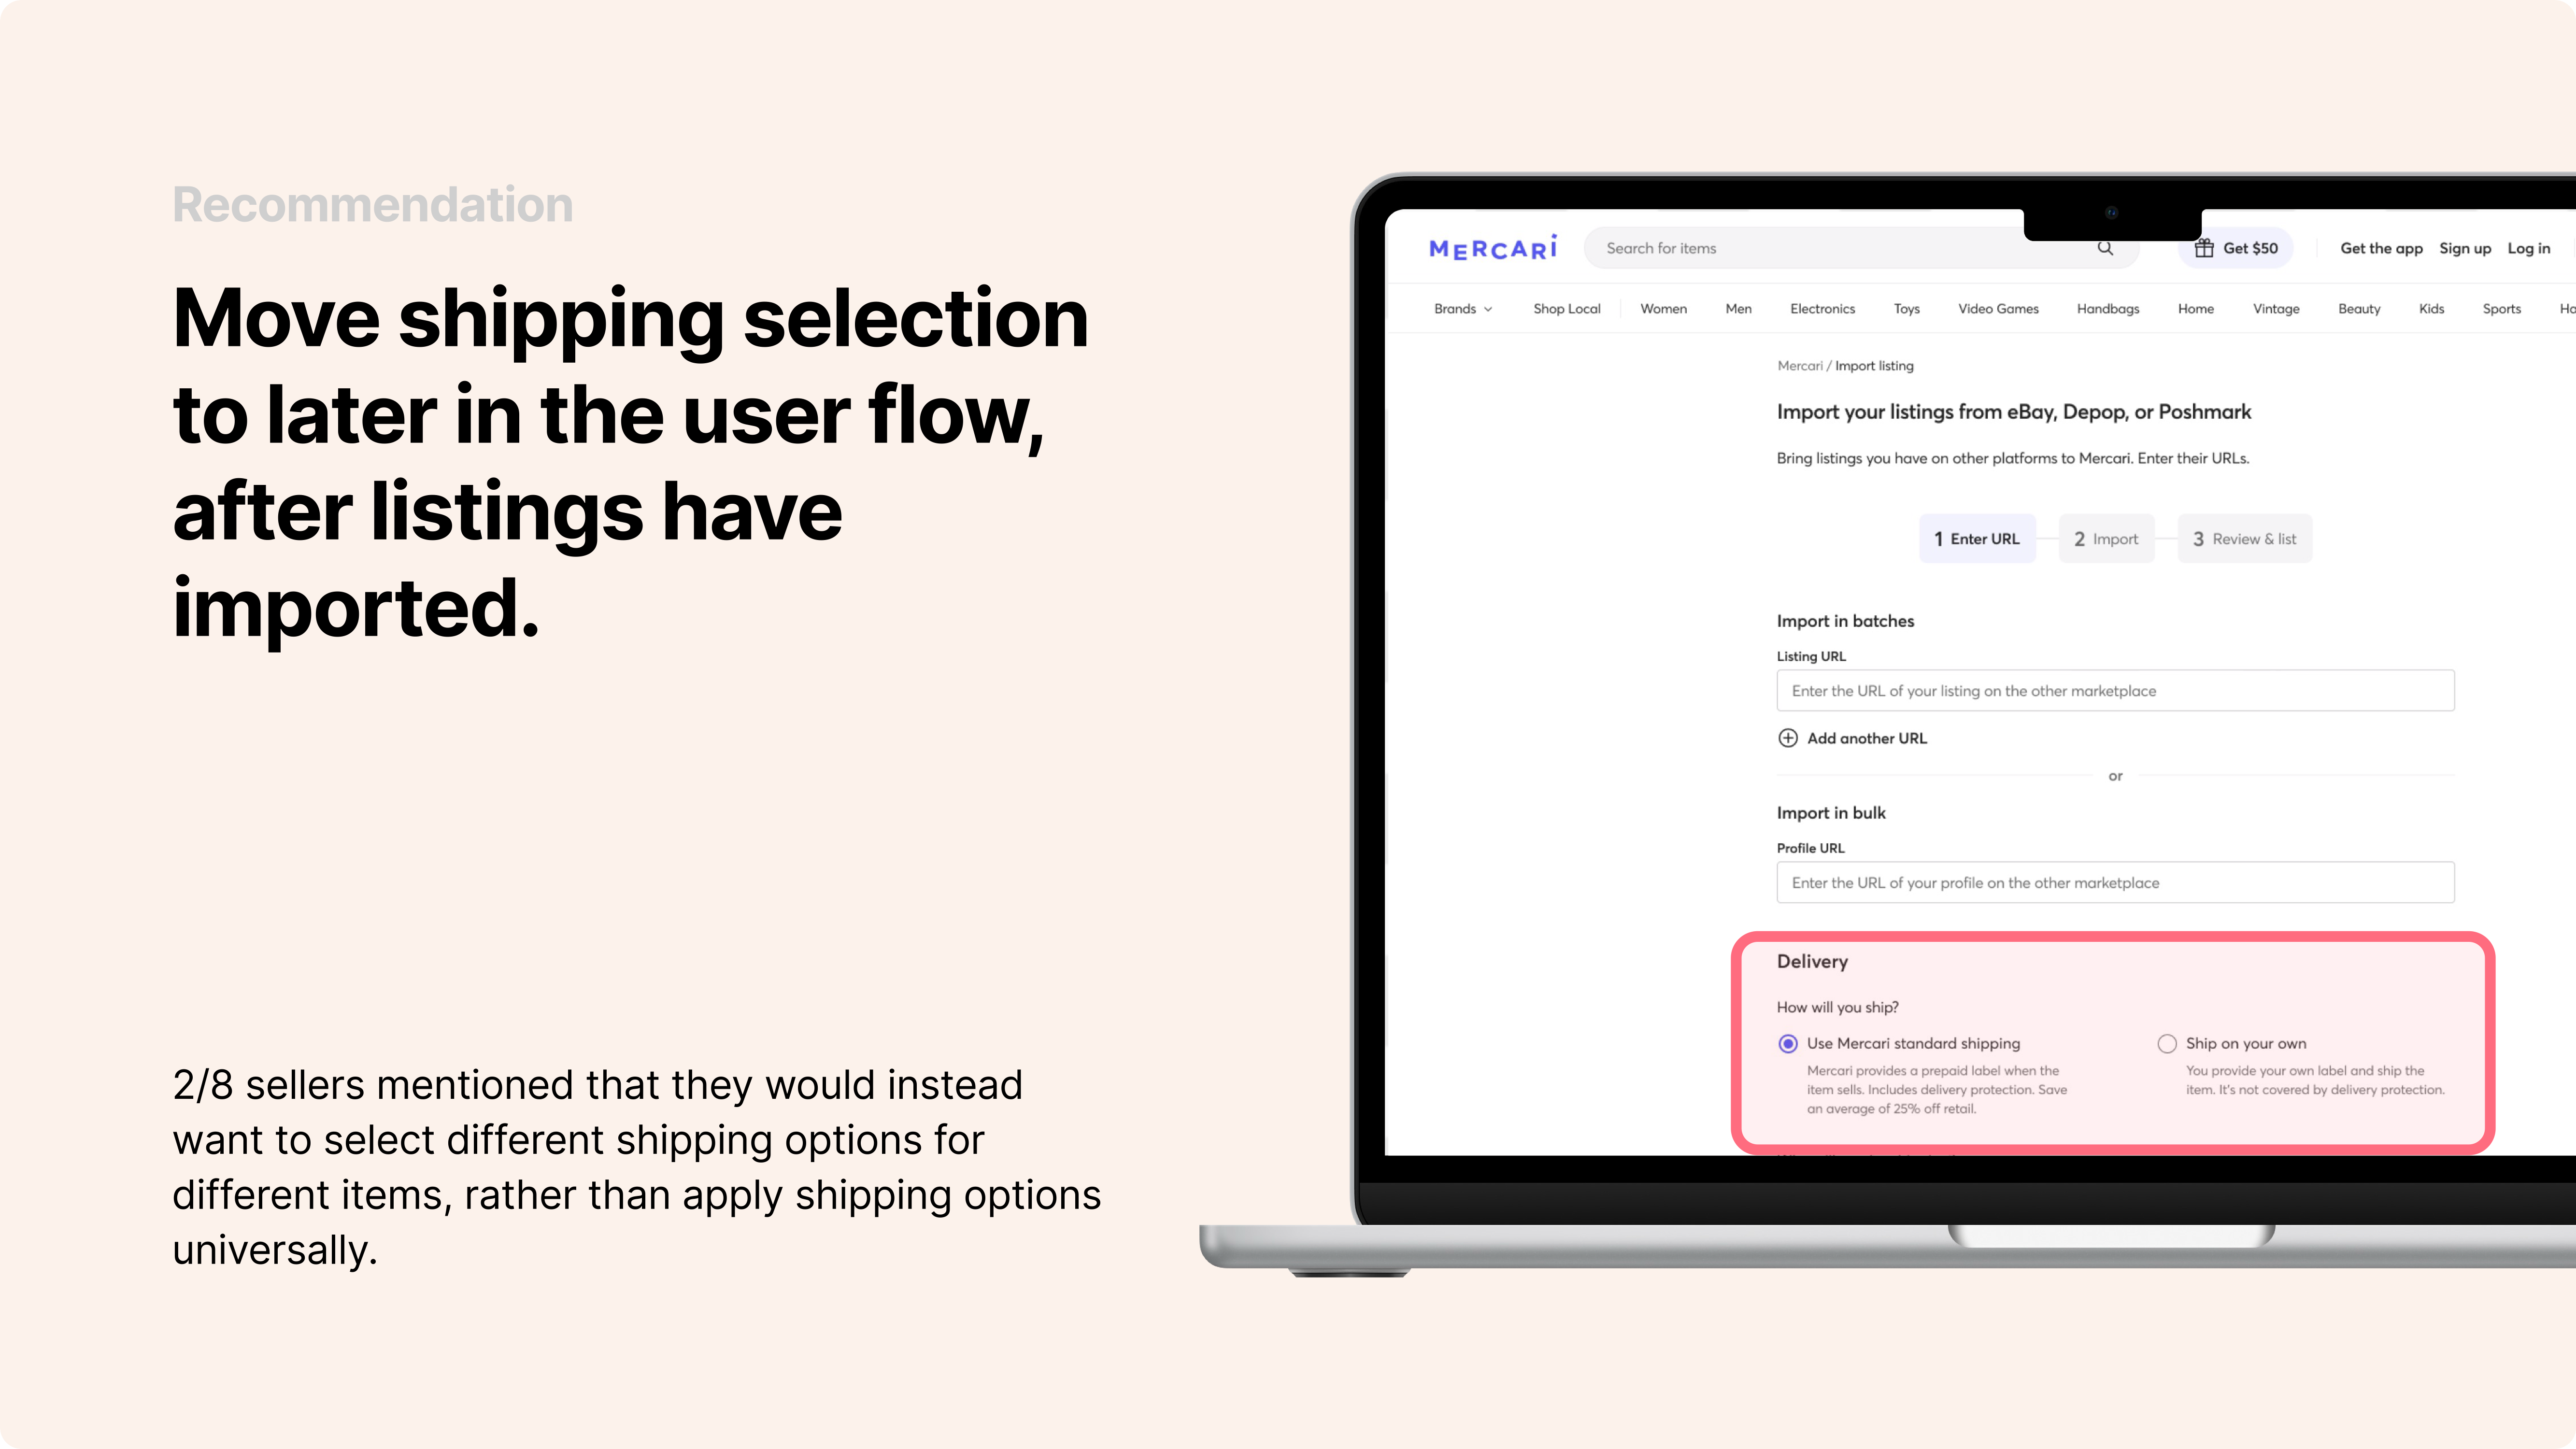 Recommendation
Move shipping selection
to later in the user flow,
after listings have
imported.
2/8 sellers mentioned that they would instead
want to select different shipping options for
different items, rather than apply shipping options
universally.
MERCARI
Search for items
Get $50
Get the app
Sign up
Log in
Brands
Shop Local
Women
Men
Electronics
Toys
Video Games
Handbags
Home
Vintage
Beauty
Kids
Sports
Mercari / Import listing
Import your listings from eBay, Depop, or Poshmark
Bring listings you have on other platforms to Mercari. Enter their URLs.
1 Enter URL
2 Import
3 Review & list
Import in batches
Listing URL
Enter the URL of your listing on the other marketplace
Add another URL
or
Import in bulk
Profile URL
Enter the URL of your profile on the other marketplace
Delivery
How will you ship?
Use Mercari standard shipping
Mercari provides a prepaid label when the
item sells. Includes delivery protection. Save
an average of 25% off retail.
Ship on your own
You provide your own label and ship the
item. It's not covered by delivery protection.